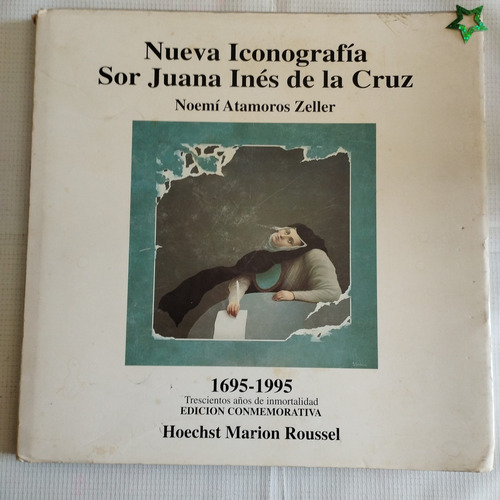 Nueva Iconografía
Sor Juana Inés de la Cruz
Noemí Atamoros Zeller
1695-1995
Trescientos años de inmortalidad
EDICION CONMEMORATIVA
Hoechst Marion Roussel